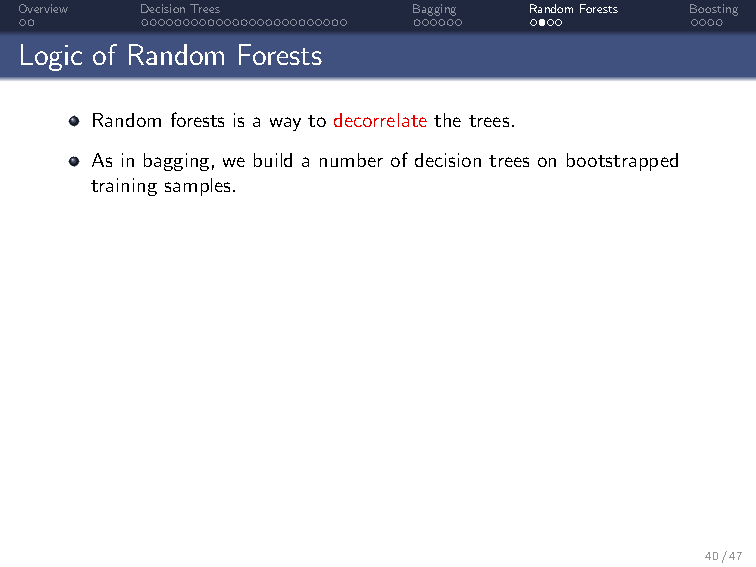 Overview Decision Trees Bagging Random Forests Boosting
Logic of Random Forests
Random forests is a way to decorrelate the trees.
As in bagging, we build a number of decision trees on bootstrapped
training samples.
40 / 47